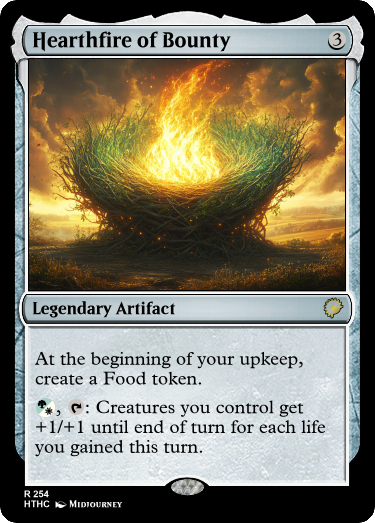 Hearthfire of Bounty 3
Legendary Artifact
At the beginning of your upkeep,
create a Food token.
, : Creatures you control get
+1/+1 until end of turn for each life
you gained this turn.
R 254
HTHC Midjourney